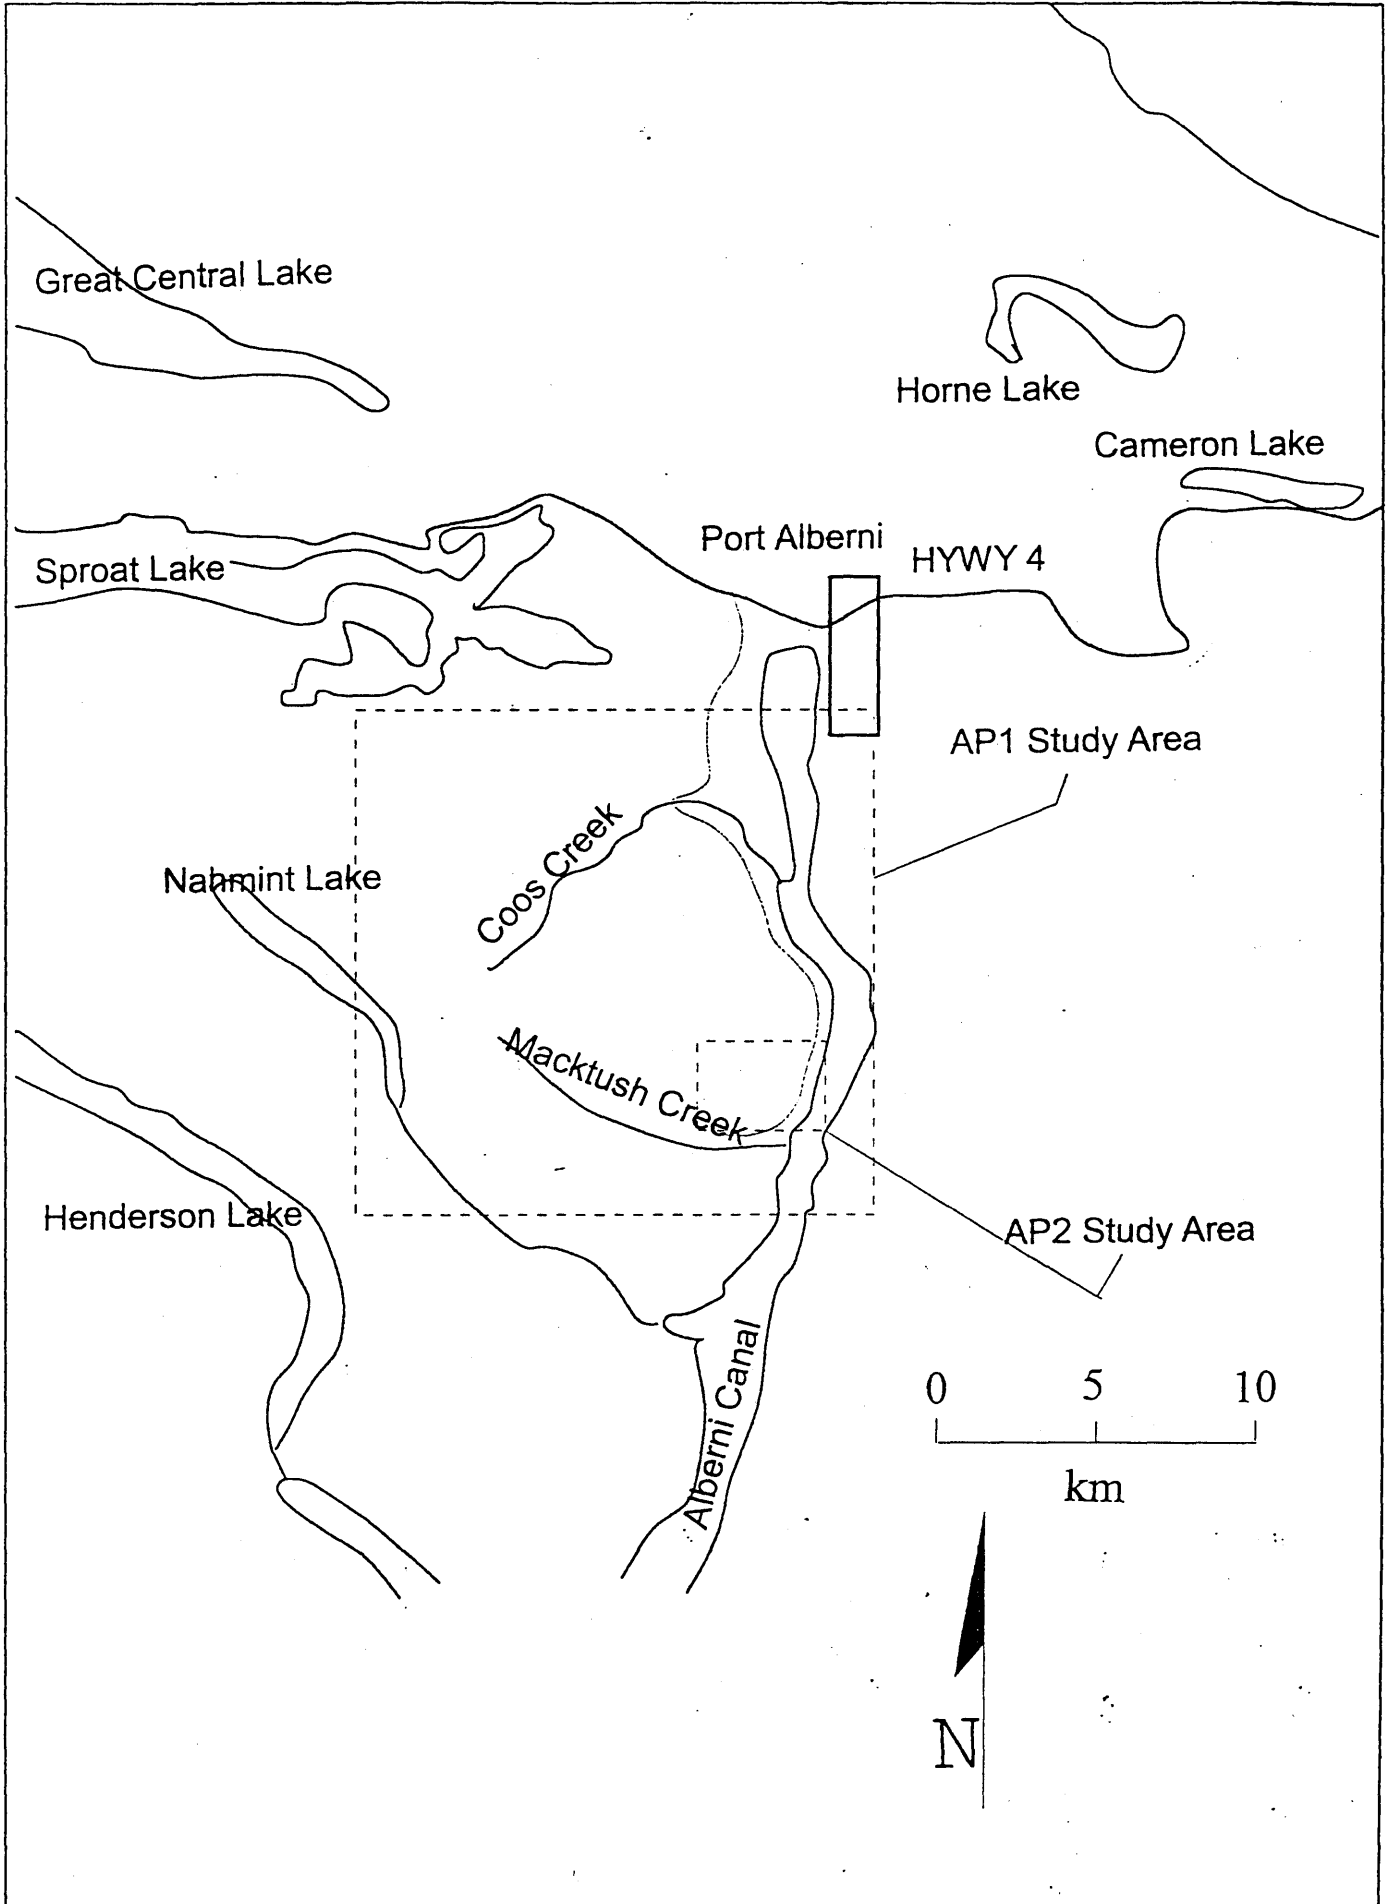 Great Central Lake
Horne Lake
Cameron Lake
Port Alberni
HYWY 4
Sproat Lake
AP1 Study Area
Coos Creek
Nahmint Lake
Macktush Creek
Henderson Lake
AP2 Study Area
Alberni Canal
0 5 10
km
N